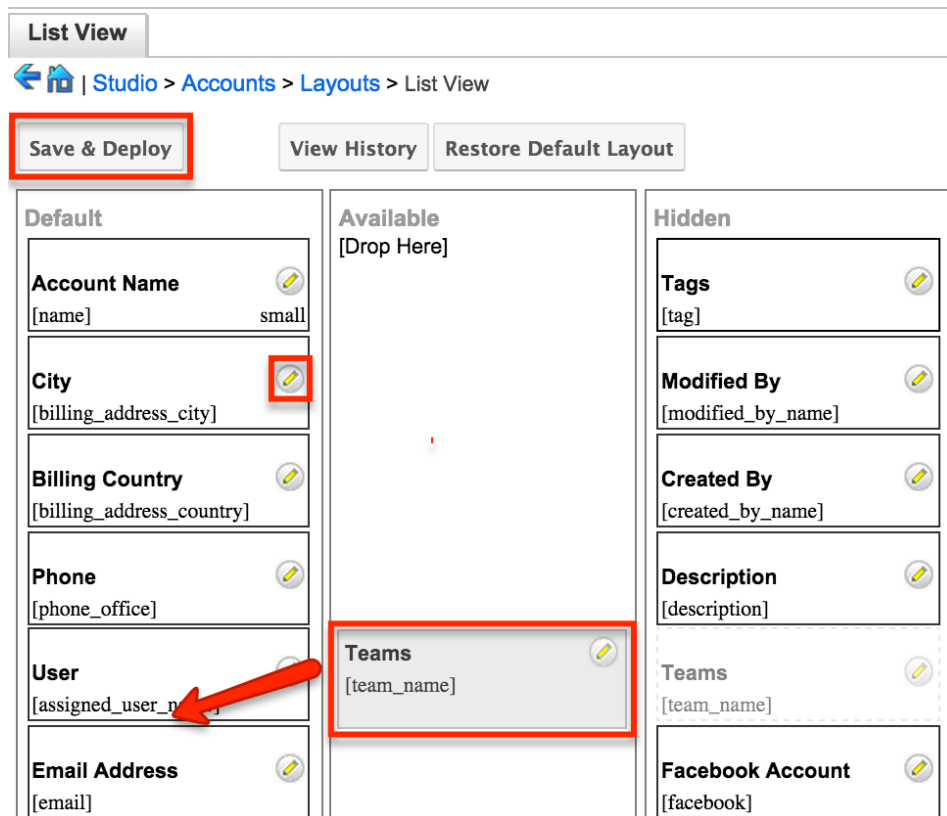 List View
| Studio > Accounts > Layouts > List View
Save & Deploy
View History
Restore Default Layout
Default
Account Name
[name] small
City
[billing_address_city]
Billing Country
[billing_address_country]
Phone
[phone_office]
User
[assigned_user_n
Email Address
[email]
Available
[Drop Here]
Teams
[team_name]
Hidden
Tags
[tag]
Modified By
[modified_by_name]
Created By
[created_by_name]
Description
[description]
Teams
[team_name]
Facebook Account
[facebook]